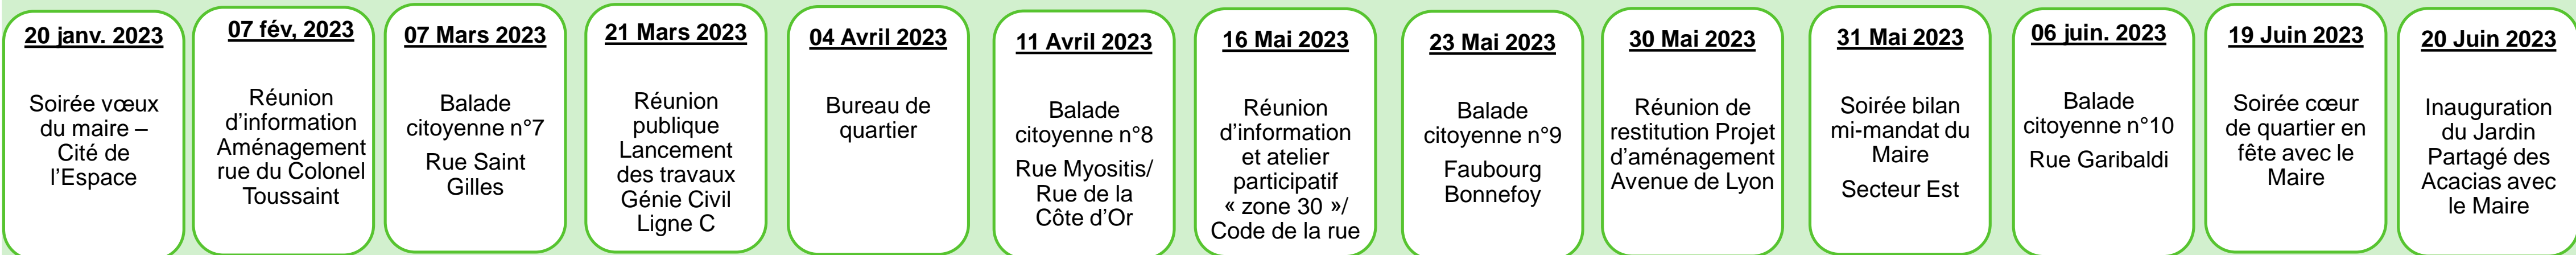 20 janv. 2023
Soirée vœux
du maire –
Cité de
l’Espace
07 fév, 2023
Réunion
d’information
Aménagement
rue du Colonel
Toussaint
07 Mars 2023
Balade
citoyenne n°7
Rue Saint
Gilles
21 Mars 2023
Réunion
publique
Lancement
des travaux
Génie Civil
Ligne C
04 Avril 2023
Bureau de
quartier
11 Avril 2023
Balade
citoyenne n°8
Rue Myositis/
Rue de la
Côte d’Or
16 Mai 2023
Réunion
d’information
et atelier
participatif
« zone 30 »/
Code de la rue
23 Mai 2023
Balade
citoyenne n°9
Faubourg
Bonnefoy
30 Mai 2023
Réunion de
restitution Projet
d’aménagement
Avenue de Lyon
31 Mai 2023
Soirée bilan
mi-mandat du
Maire
Secteur Est
06 juin. 2023
Balade
citoyenne n°10
Rue Garibaldi
19 Juin 2023
Soirée cœur
de quartier en
fête avec le
Maire
20 Juin 2023
Inauguration
du Jardin
Partagé des
Acacias avec
le Maire